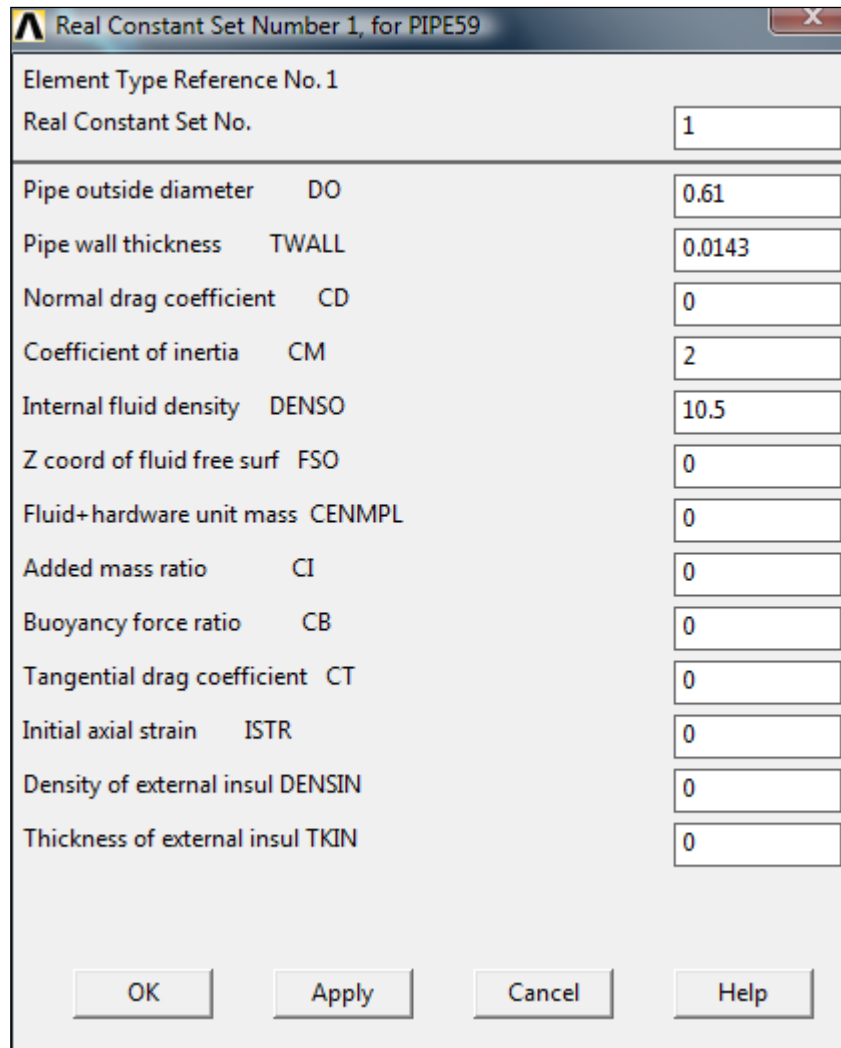 Real Constant Set Number 1, for PIPE59
Element Type Reference No. 1
Real Constant Set No. 1
Pipe outside diameter DO 0.61
Pipe wall thickness TWALL 0.0143
Normal drag coefficient CD 0
Coefficient of inertia CM 2
Internal fluid density DENSO 10.5
Z coord of fluid free surf FSO 0
Fluid+hardware unit mass CENMPL 0
Added mass ratio CI 0
Buoyancy force ratio CB 0
Tangential drag coefficient CT 0
Initial axial strain ISTR 0
Density of external insul DENSIN 0
Thickness of external insul TKIN 0
OK Apply Cancel Help